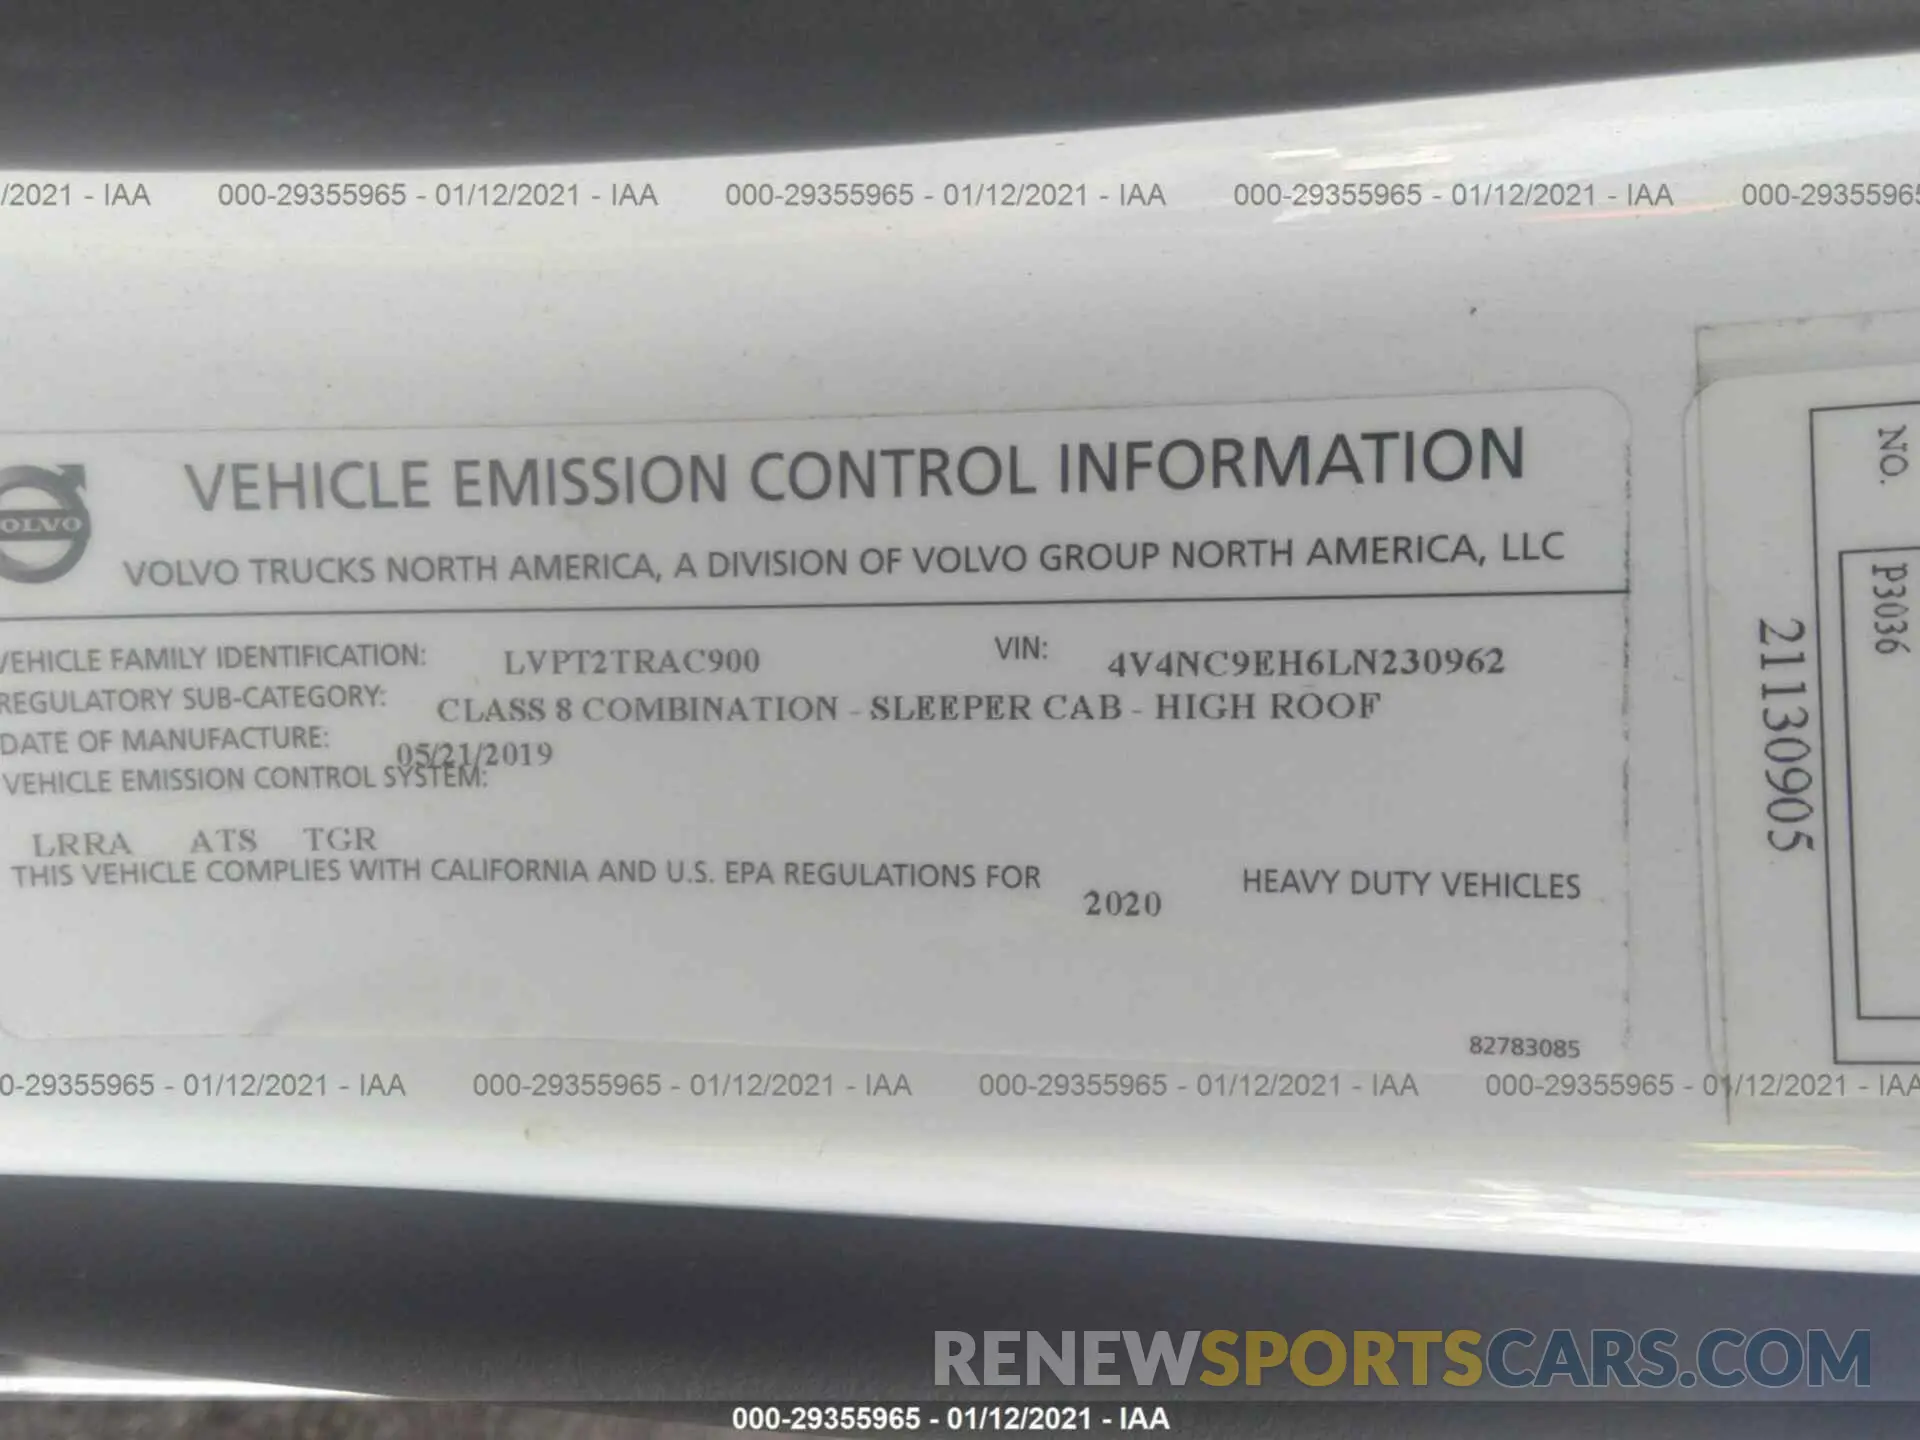 /2021 - IAA 000-29355965 - 01/12/2021 - IAA 000-29355965 - 01/12/2021 - IAA 000-29355965 - 01/12/2021 - IAA 000-2935596
VOLVO
VEHICLE EMISSION CONTROL INFORMATION
VOLVO TRUCKS NORTH AMERICA, A DIVISION OF VOLVO GROUP NORTH AMERICA, LLC
VEHICLE FAMILY IDENTIFICATION: LVPT2TRAC900 VIN: 4V4NC9EH6LN230962
REGULATORY SUB-CATEGORY: CLASS 8 COMBINATION - SLEEPER CAB - HIGH ROOF
DATE OF MANUFACTURE: 05/21/2019
VEHICLE EMISSION CONTROL SYSTEM:
LRRA ATS TGR
THIS VEHICLE COMPLIES WITH CALIFORNIA AND U.S. EPA REGULATIONS FOR 2020 HEAVY DUTY VEHICLES
82783085
NO.
P3036
21130905
0-29355965 - 01/12/2021 - IAA 000-29355965 - 01/12/2021 - IAA 000-29355965 - 01/12/2021 - IAA 000-29355965 - 01/12/2021 - IAA
RENEWSPORTSCARS.COM
000-29355965 - 01/12/2021 - IAA